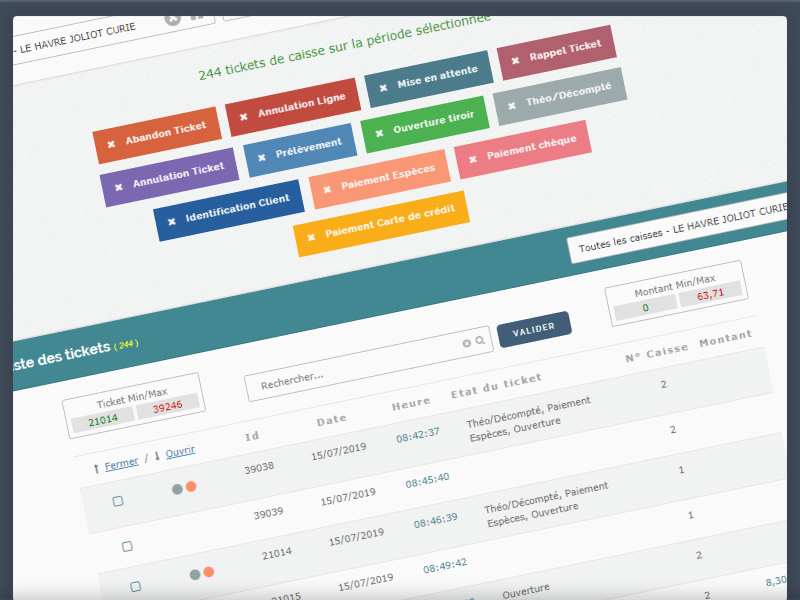 - LE HAVRE JOLIOT CURIE
244 tickets de caisse sur la période sélectionnée
Abandon Ticket
Annulation Ligne
Mise en attente
Rappel Ticket
Annulation Ticket
Prélèvement
Ouverture tiroir
Théo/Décompté
Identification Client
Paiement Espèces
Paiement chèque
Paiement Carte de crédit
Toutes les caisses - LE HAVRE JOLIOT CURIE
iste des tickets ( 244 )
Ticket Min/Max
21014 39246
Rechercher...
VALIDER
Montant Min/Max
0 63,71
Fermer / Ouvrir
Id Date Heure Etat du ticket N° Caisse Montant
39038 15/07/2019 08:42:37 Théo/Décompté, Paiement
Espèces, Ouverture 2
39039 15/07/2019 08:45:40 2
21014 15/07/2019 08:46:39 Théo/Décompté, Paiement
Espèces, Ouverture 1
21015 15/07/2019 08:49:42 1
Ouverture 2
2 8,30